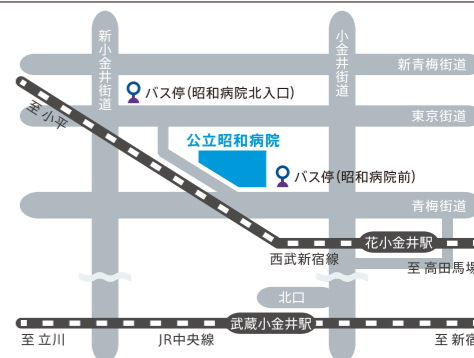 新小金井街道
小金井街道
新青梅街道
バス停(昭和病院北入口)
至 小平
東京街道
公立昭和病院
バス停(昭和病院前)
青梅街道
花小金井駅
西武新宿線
至 高田馬場
北口
武蔵小金井駅
至 立川
JR中央線
至 新宿